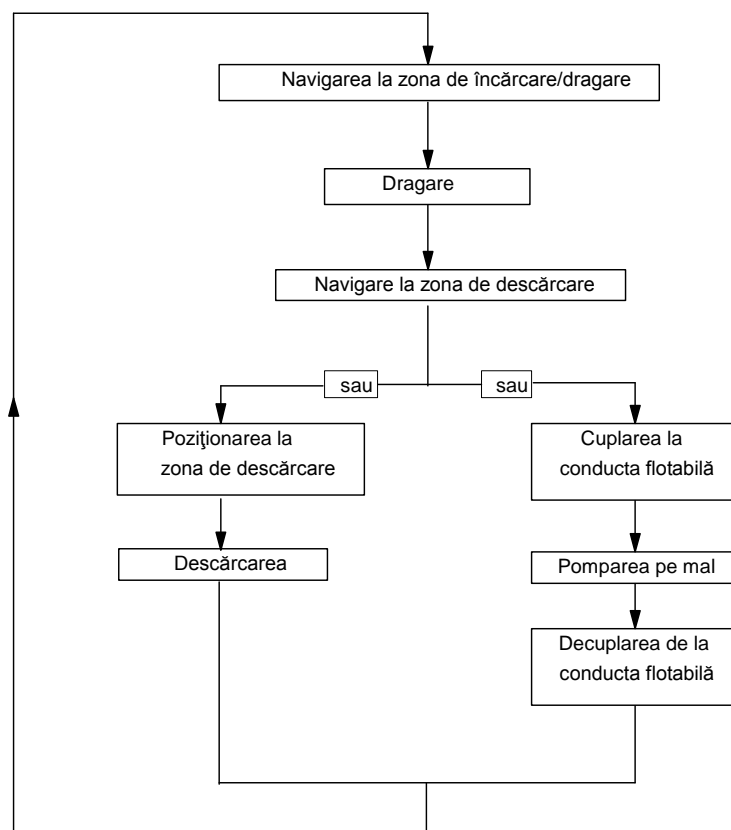 Navigarea la zona de încărcare/dragare
Dragare
Navigare la zona de descărcare
sau
sau
Poziţionarea la
zona de descărcare
Descărcarea
Cuplarea la
conducta flotabilă
Pomparea pe mal
Decuplarea de la
conducta flotabilă